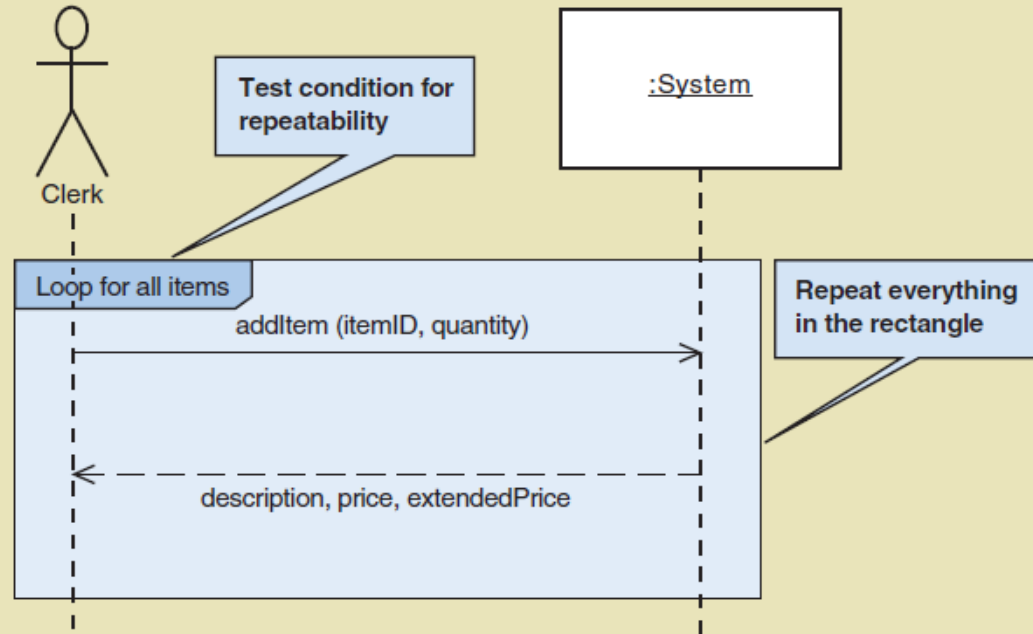 Test condition for
repeatability
:System
Clerk
Loop for all items
addItem (itemID, quantity)
Repeat everything
in the rectangle
description, price, extendedPrice